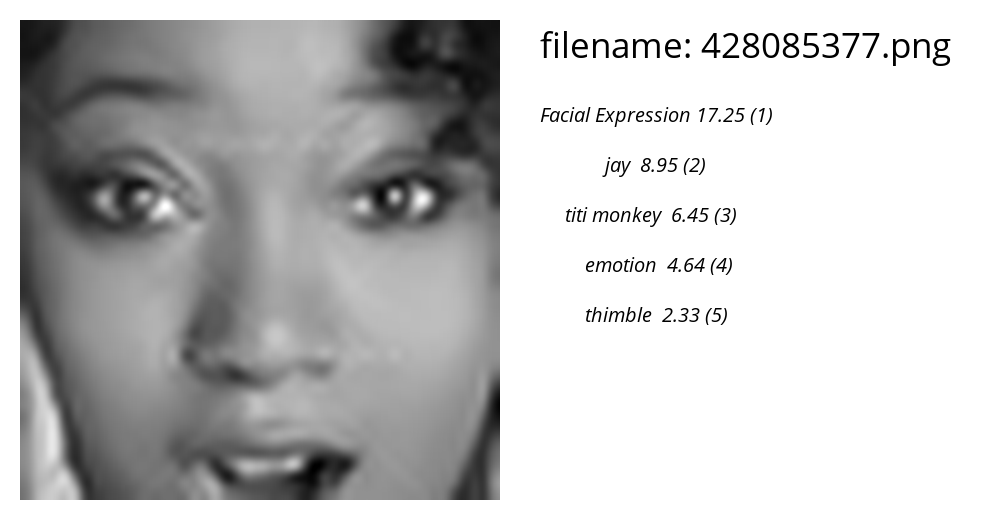 filename: 428085377.png
Facial Expression 17.25 (1)
jay 8.95 (2)
titi monkey 6.45 (3)
emotion 4.64 (4)
thimble 2.33 (5)